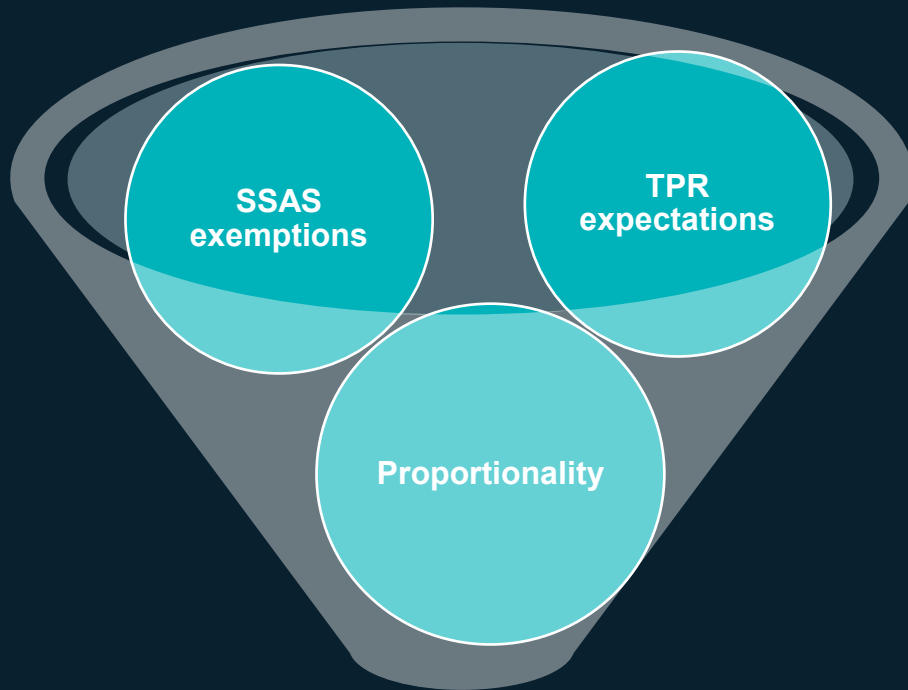 SSAS
exemptions
TPR
expectations
Proportionality